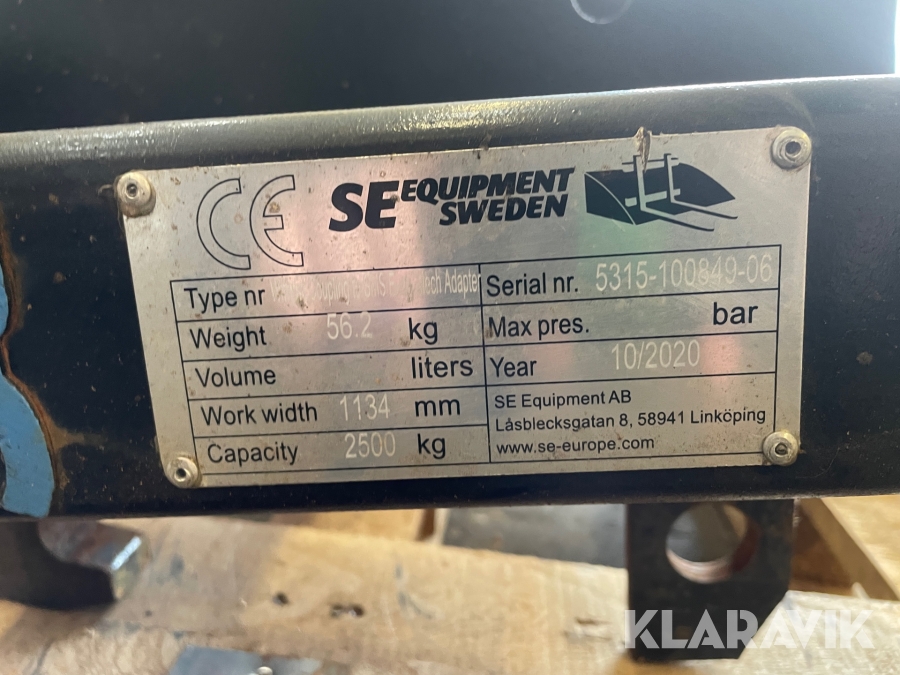 CE
SE EQUIPMENT
SWEDEN
Type nr Adapter
Serial nr. 5315-100849-06
Weight 56.2 kg
Max pres. bar
Volume liters
Year 10/2020
Work width 1134 mm
SE Equipment AB
Låsblecksgatan 8, 58941 Linköping
www.se-europe.com
Capacity 2500 kg
KLARAVIK